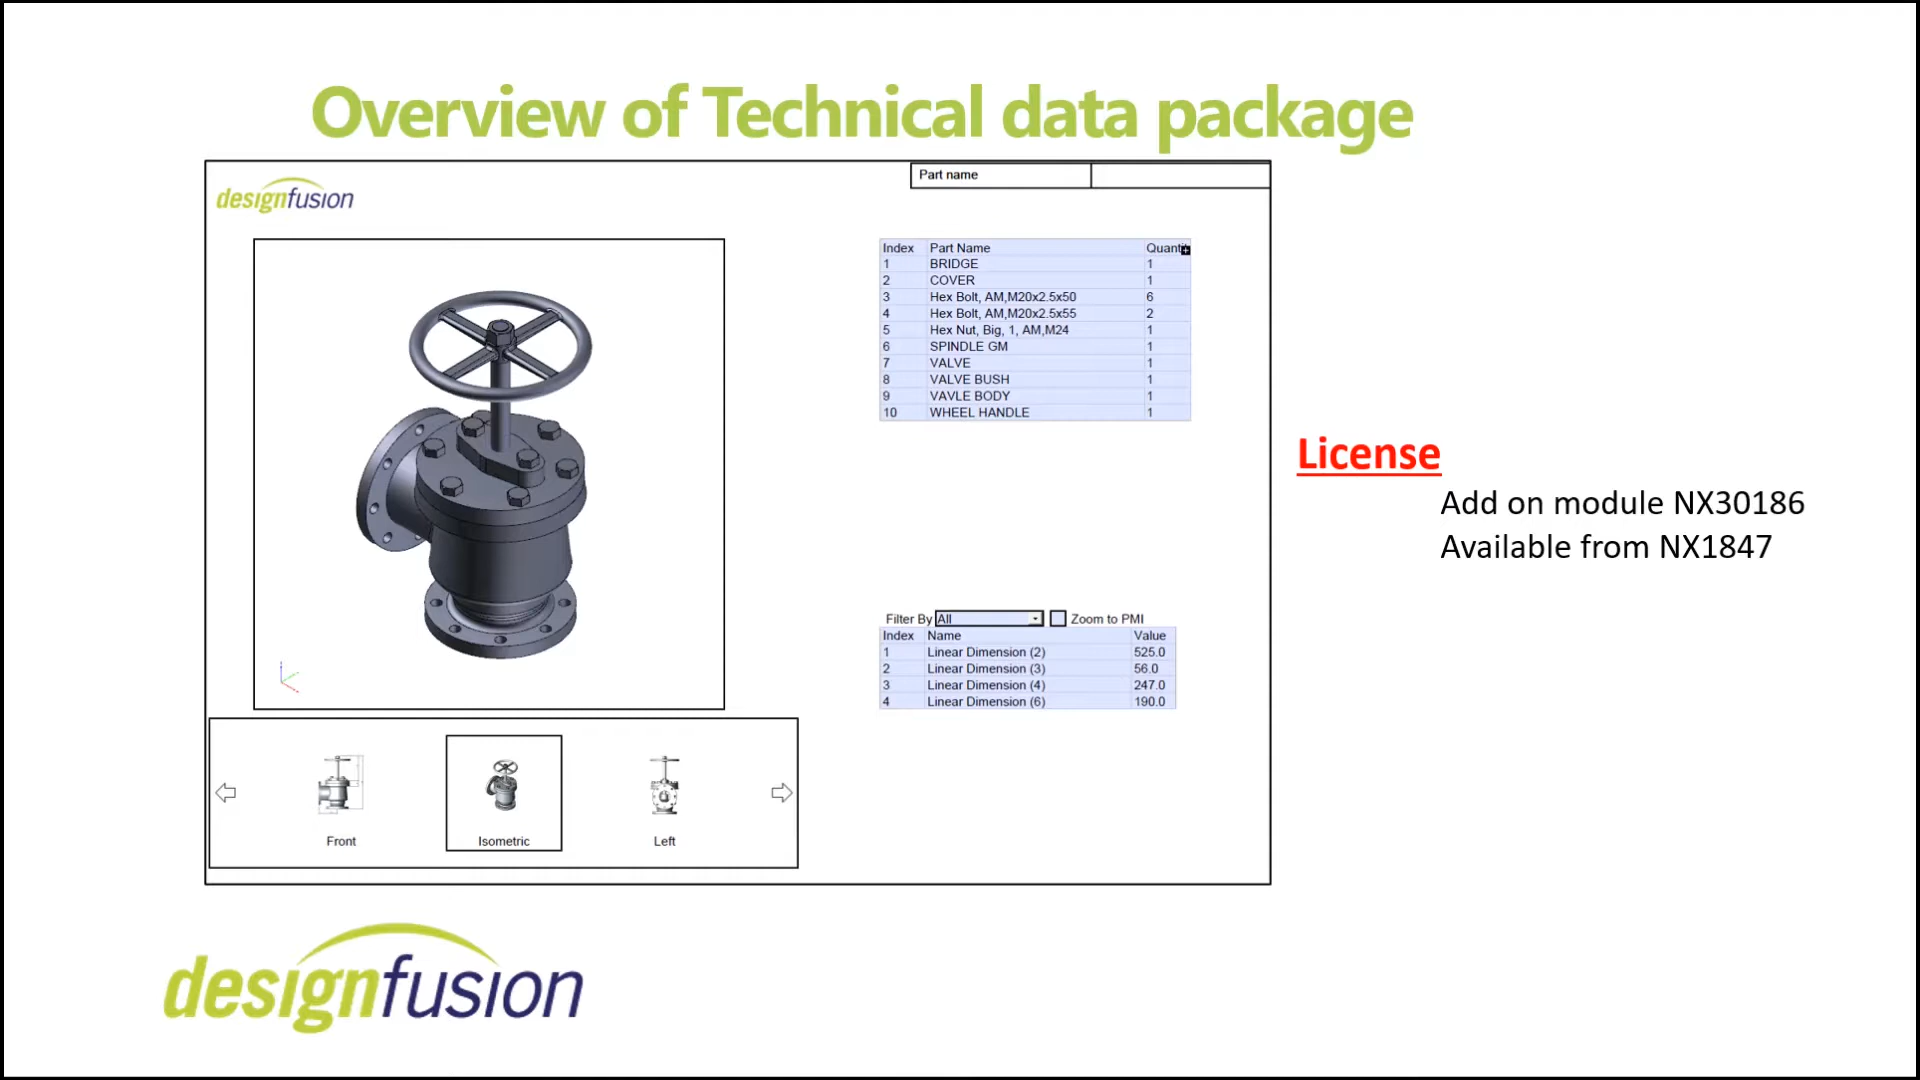 Overview of Technical data package
designfusion
Part name
Index Part Name Quanti
1 BRIDGE 1
2 COVER 1
3 Hex Bolt, AM,M20x2.5x50 6
4 Hex Bolt, AM,M20x2.5x55 2
5 Hex Nut, Big, 1, AM,M24 1
6 SPINDLE GM 1
7 VALVE 1
8 VALVE BUSH 1
9 VAVLE BODY 1
10 WHEEL HANDLE 1
License
Add on module NX30186
Available from NX1847
Filter By All Zoom to PMI
Index Name Value
1 Linear Dimension (2) 525.0
2 Linear Dimension (3) 56.0
3 Linear Dimension (4) 247.0
4 Linear Dimension (6) 190.0
Front Isometric Left
designfusion